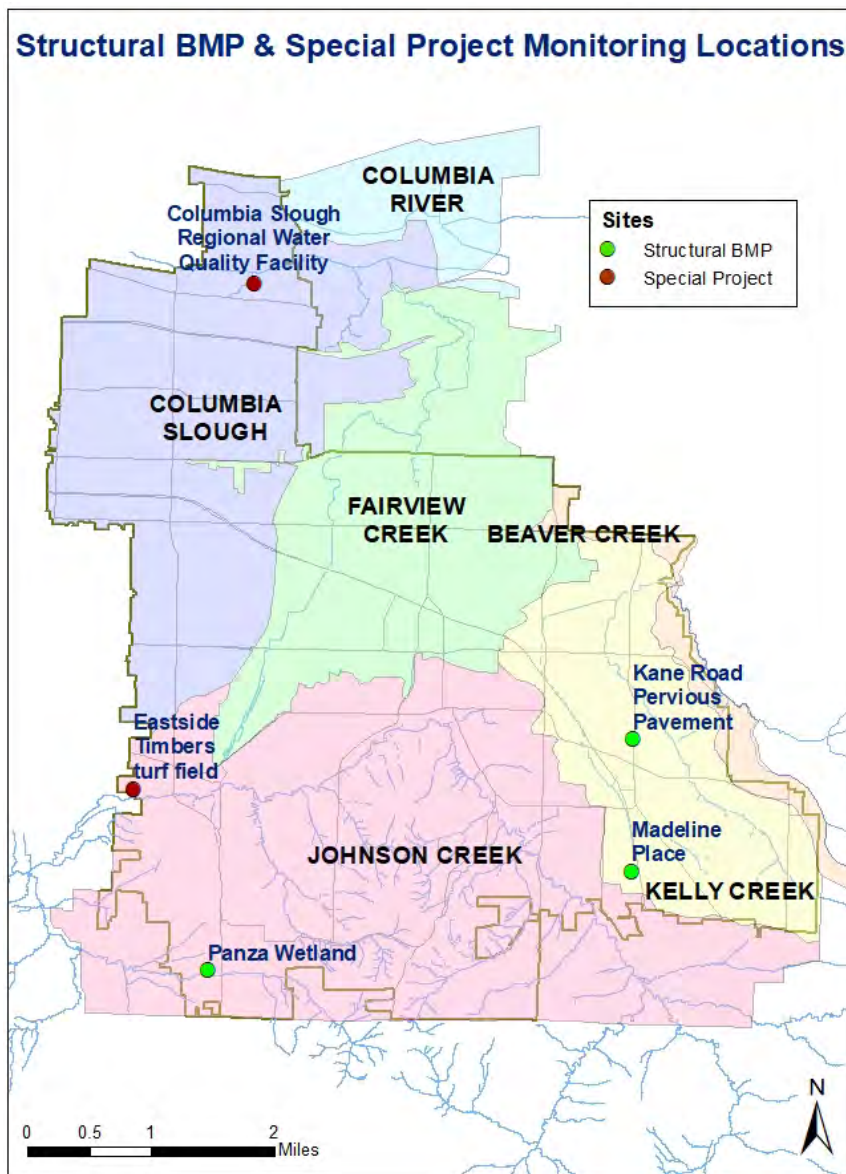 Structural BMP & Special Project Monitoring Locations
COLUMBIA
RIVER
Columbia Slough
Regional Water
Quality Facility
Sites
Structural BMP
Special Project
COLUMBIA
SLOUGH
FAIRVIEW
CREEK
BEAVER CREEK
Kane Road
Pervious
Pavement
Eastside
Timbers
turf field
Madeline
Place
JOHNSON CREEK
KELLY CREEK
Panza Wetland
N
0 0.5 1 2
Miles